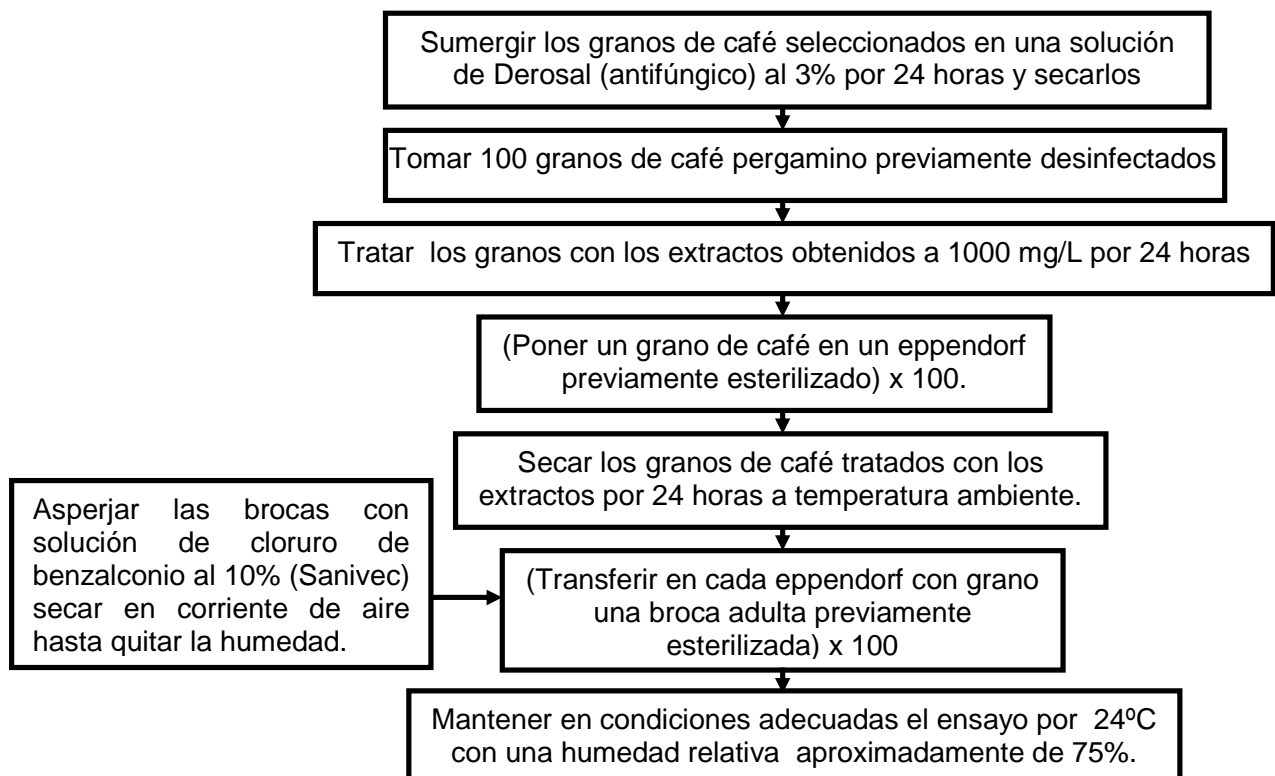 Sumergir los granos de café seleccionados en una solución
de Derosal (antifúngico) al 3% por 24 horas y secarlos
Tomar 100 granos de café pergamino previamente desinfectados
Tratar los granos con los extractos obtenidos a 1000 mg/L por 24 horas
(Poner un grano de café en un eppendorf
previamente esterilizado) x 100.
Secar los granos de café tratados con los
extractos por 24 horas a temperatura ambiente.
Asperjar las brocas con
solución de cloruro de
benzalconio al 10% (Sanivec)
secar en corriente de aire
hasta quitar la humedad.
(Transferir en cada eppendorf con grano
una broca adulta previamente
esterilizada) x 100
Mantener en condiciones adecuadas el ensayo por 24ºC
con una humedad relativa aproximadamente de 75%.